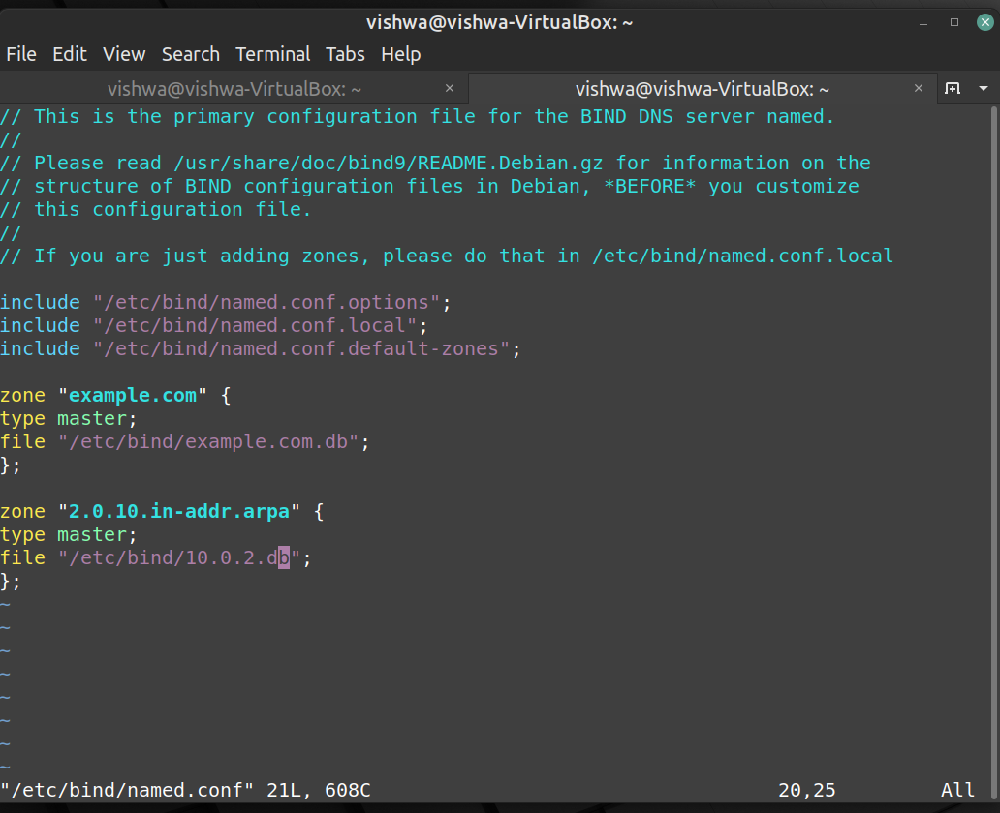 vishwa@vishwa-VirtualBox: ~
File Edit View Search Terminal Tabs Help
vishwa@vishwa-VirtualBox: ~ × vishwa@vishwa-VirtualBox: ~ ×
// This is the primary configuration file for the BIND DNS server named.
//
// Please read /usr/share/doc/bind9/README.Debian.gz for information on the
// structure of BIND configuration files in Debian, *BEFORE* you customize
// this configuration file.
//
// If you are just adding zones, please do that in /etc/bind/named.conf.local

include "/etc/bind/named.conf.options";
include "/etc/bind/named.conf.local";
include "/etc/bind/named.conf.default-zones";

zone "example.com" {
type master;
file "/etc/bind/example.com.db";
};

zone "2.0.10.in-addr.arpa" {
type master;
file "/etc/bind/10.0.2.db";
};
~
~
~
~
~
~
~
~
"/etc/bind/named.conf" 21L, 608C 20,25 All